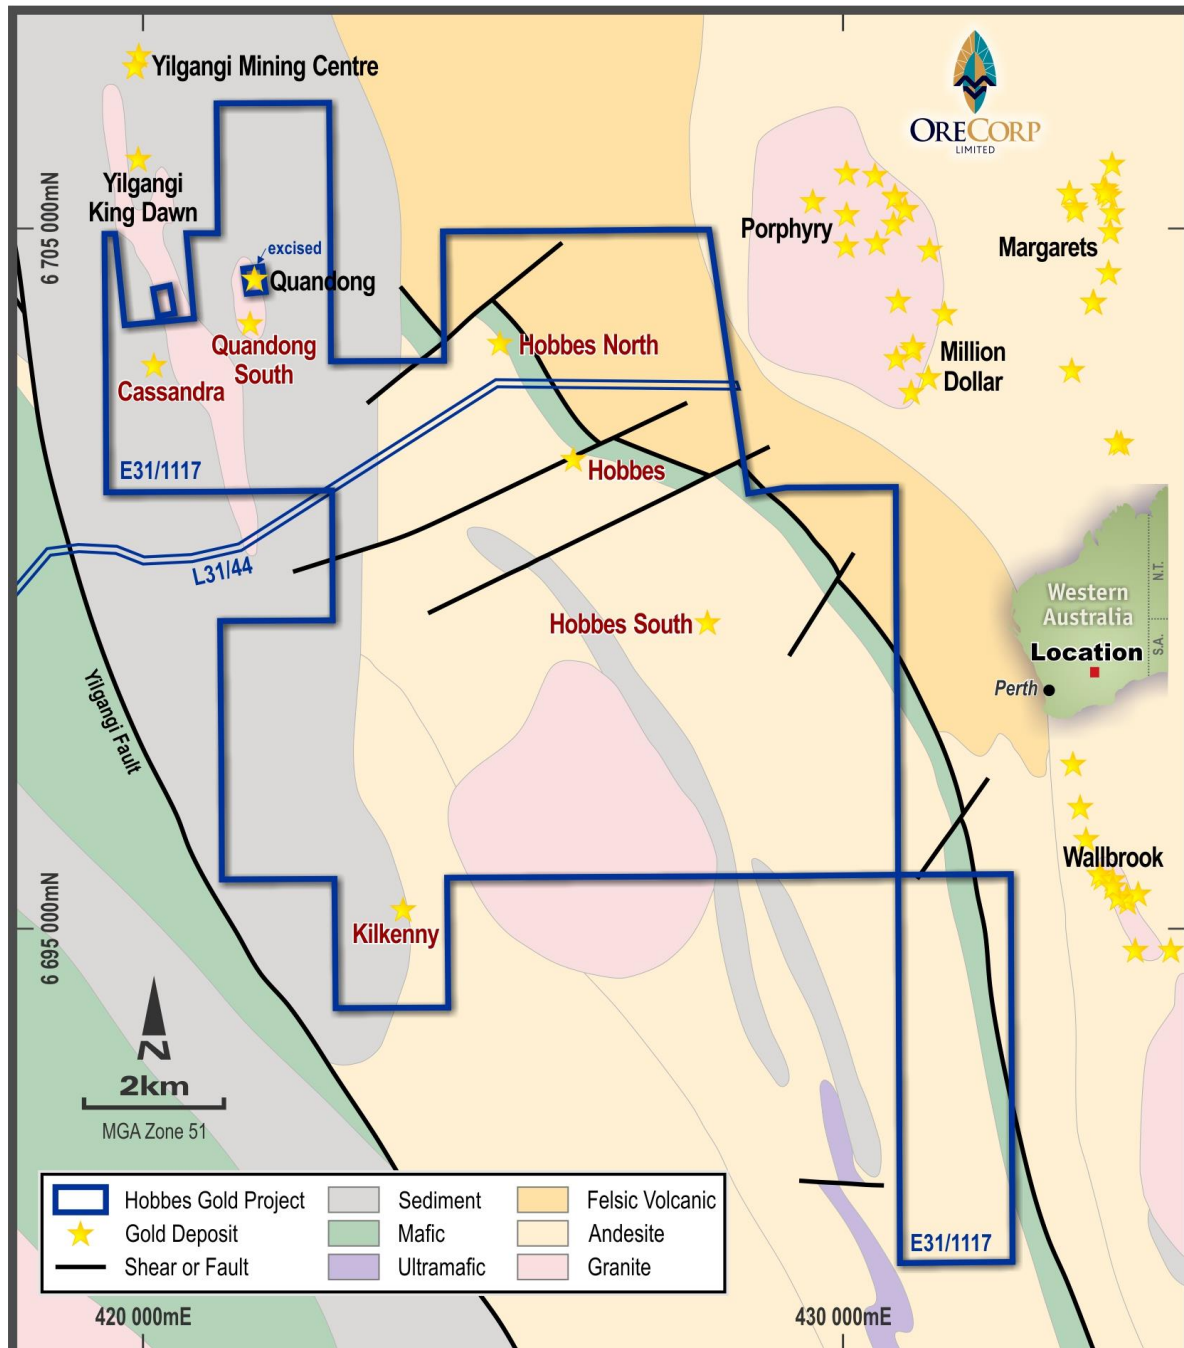 Yilgangi Mining Centre
ORECORP
LIMITED
6 705 000mN
Yilgangi
King Dawn
excised
Quandong
Porphyry
Margarets
Quandong
South
Cassandra
Hobbes North
Million
Dollar
E31/1117
Hobbes
L31/44
Western
Australia
N.T.
S.A.
Location
Perth
Hobbes South
Yilgangi Fault
Wallbrook
6 695 000mN
Kilkenny
N
2km
MGA Zone 51
Hobbes Gold Project
Gold Deposit
Shear or Fault
Sediment
Mafic
Ultramafic
Felsic Volcanic
Andesite
Granite
E31/1117
420 000mE
430 000mE